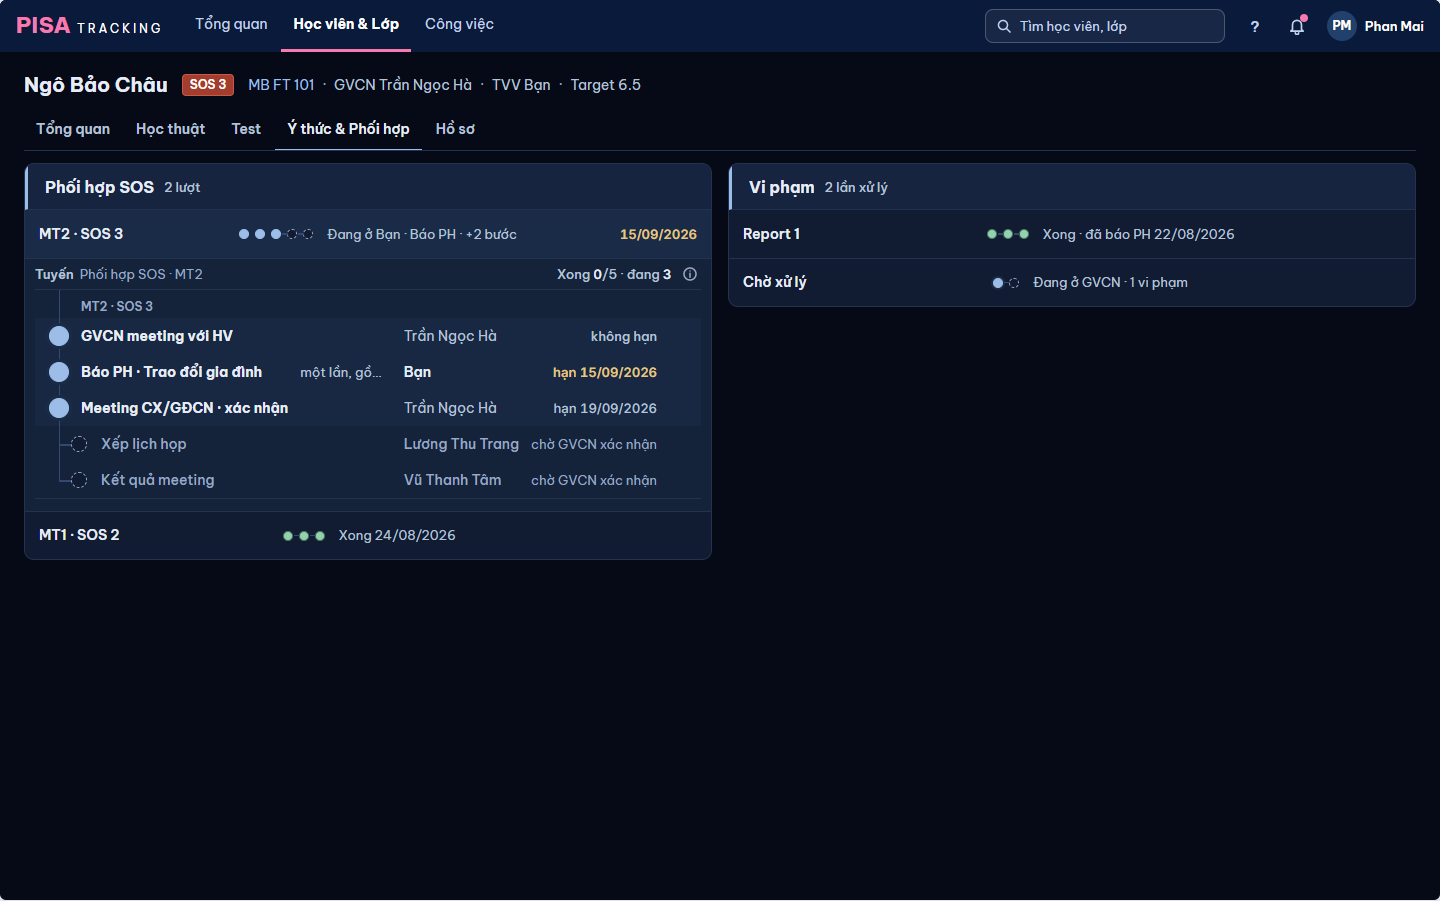 PISA TRACKING Tổng quan Học viên & Lớp Công việc Tìm học viên, lớp ? PM Phan Mai
Ngô Bảo Châu SOS 3 MB FT 101 · GVCN Trần Ngọc Hà · TVV Bạn · Target 6.5
Tổng quan Học thuật Test Ý thức & Phối hợp Hồ sơ
Phối hợp SOS 2 lượt
MT2 · SOS 3 Đang ở Bạn · Báo PH · +2 bước 15/09/2026
Tuyến Phối hợp SOS · MT2 Xong 0/5 · đang 3
MT2 · SOS 3
GVCN meeting với HV Trần Ngọc Hà không hạn
Báo PH · Trao đổi gia đình một lần, gồ... Bạn hạn 15/09/2026
Meeting CX/GĐCN · xác nhận Trần Ngọc Hà hạn 19/09/2026
Xếp lịch họp Lương Thu Trang chờ GVCN xác nhận
Kết quả meeting Vũ Thanh Tâm chờ GVCN xác nhận
MT1 · SOS 2 Xong 24/08/2026
Vi phạm 2 lần xử lý
Report 1 Xong · đã báo PH 22/08/2026
Chờ xử lý Đang ở GVCN · 1 vi phạm